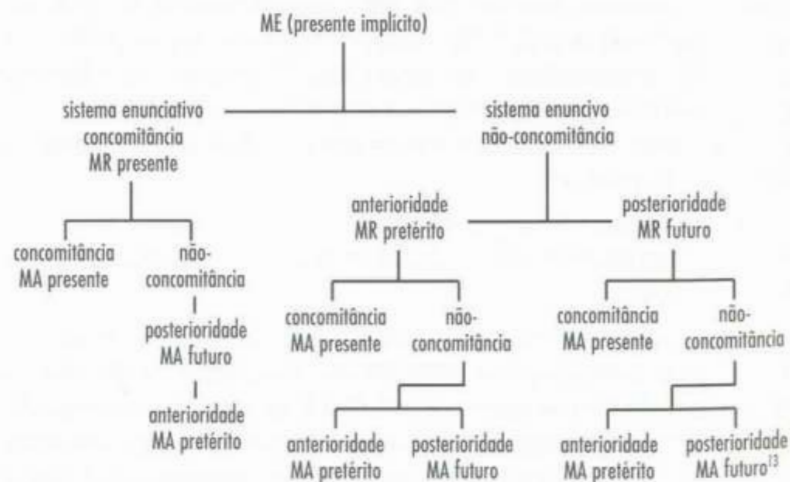 ME (presente implícito)
sistema enunciativo
concomitância
MR presente
sistema enuncivo
não-concomitância
concomitância
MA presente
não-
concomitância
posterioridade
MA futuro
anterioridade
MA pretérito
anterioridade
MR pretérito
posterioridade
MR futuro
concomitância
MA presente
não-
concomitância
anterioridade
MA pretérito
posterioridade
MA futuro
concomitância
MA presente
não-
concomitância
anterioridade
MA pretérito
posterioridade
MA futuro¹³